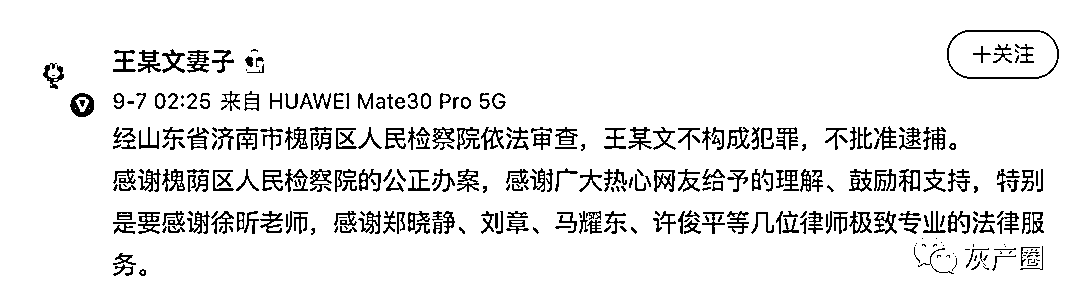 王某文妻子
+关注
9-7 02:25 来自 HUAWEI Mate30 Pro 5G
经山东省济南市槐荫区人民检察院依法审查，王某文不构成犯罪，不批准逮捕。
感谢槐荫区人民检察院的公正办案，感谢广大热心网友给予的理解、鼓励和支持，特别
是要感谢徐昕老师，感谢郑晓静、刘章、马耀东、许俊平等几位律师极致专业的法律服
务。
灰产圈